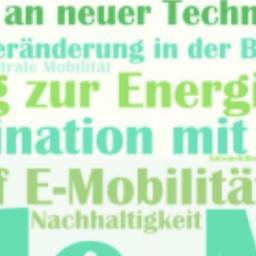 an neuer Techn
eränderung in der B
trale Mobilität
g zur Energi
ination mit
f E-Mobilitä
Nachhaltigkeit